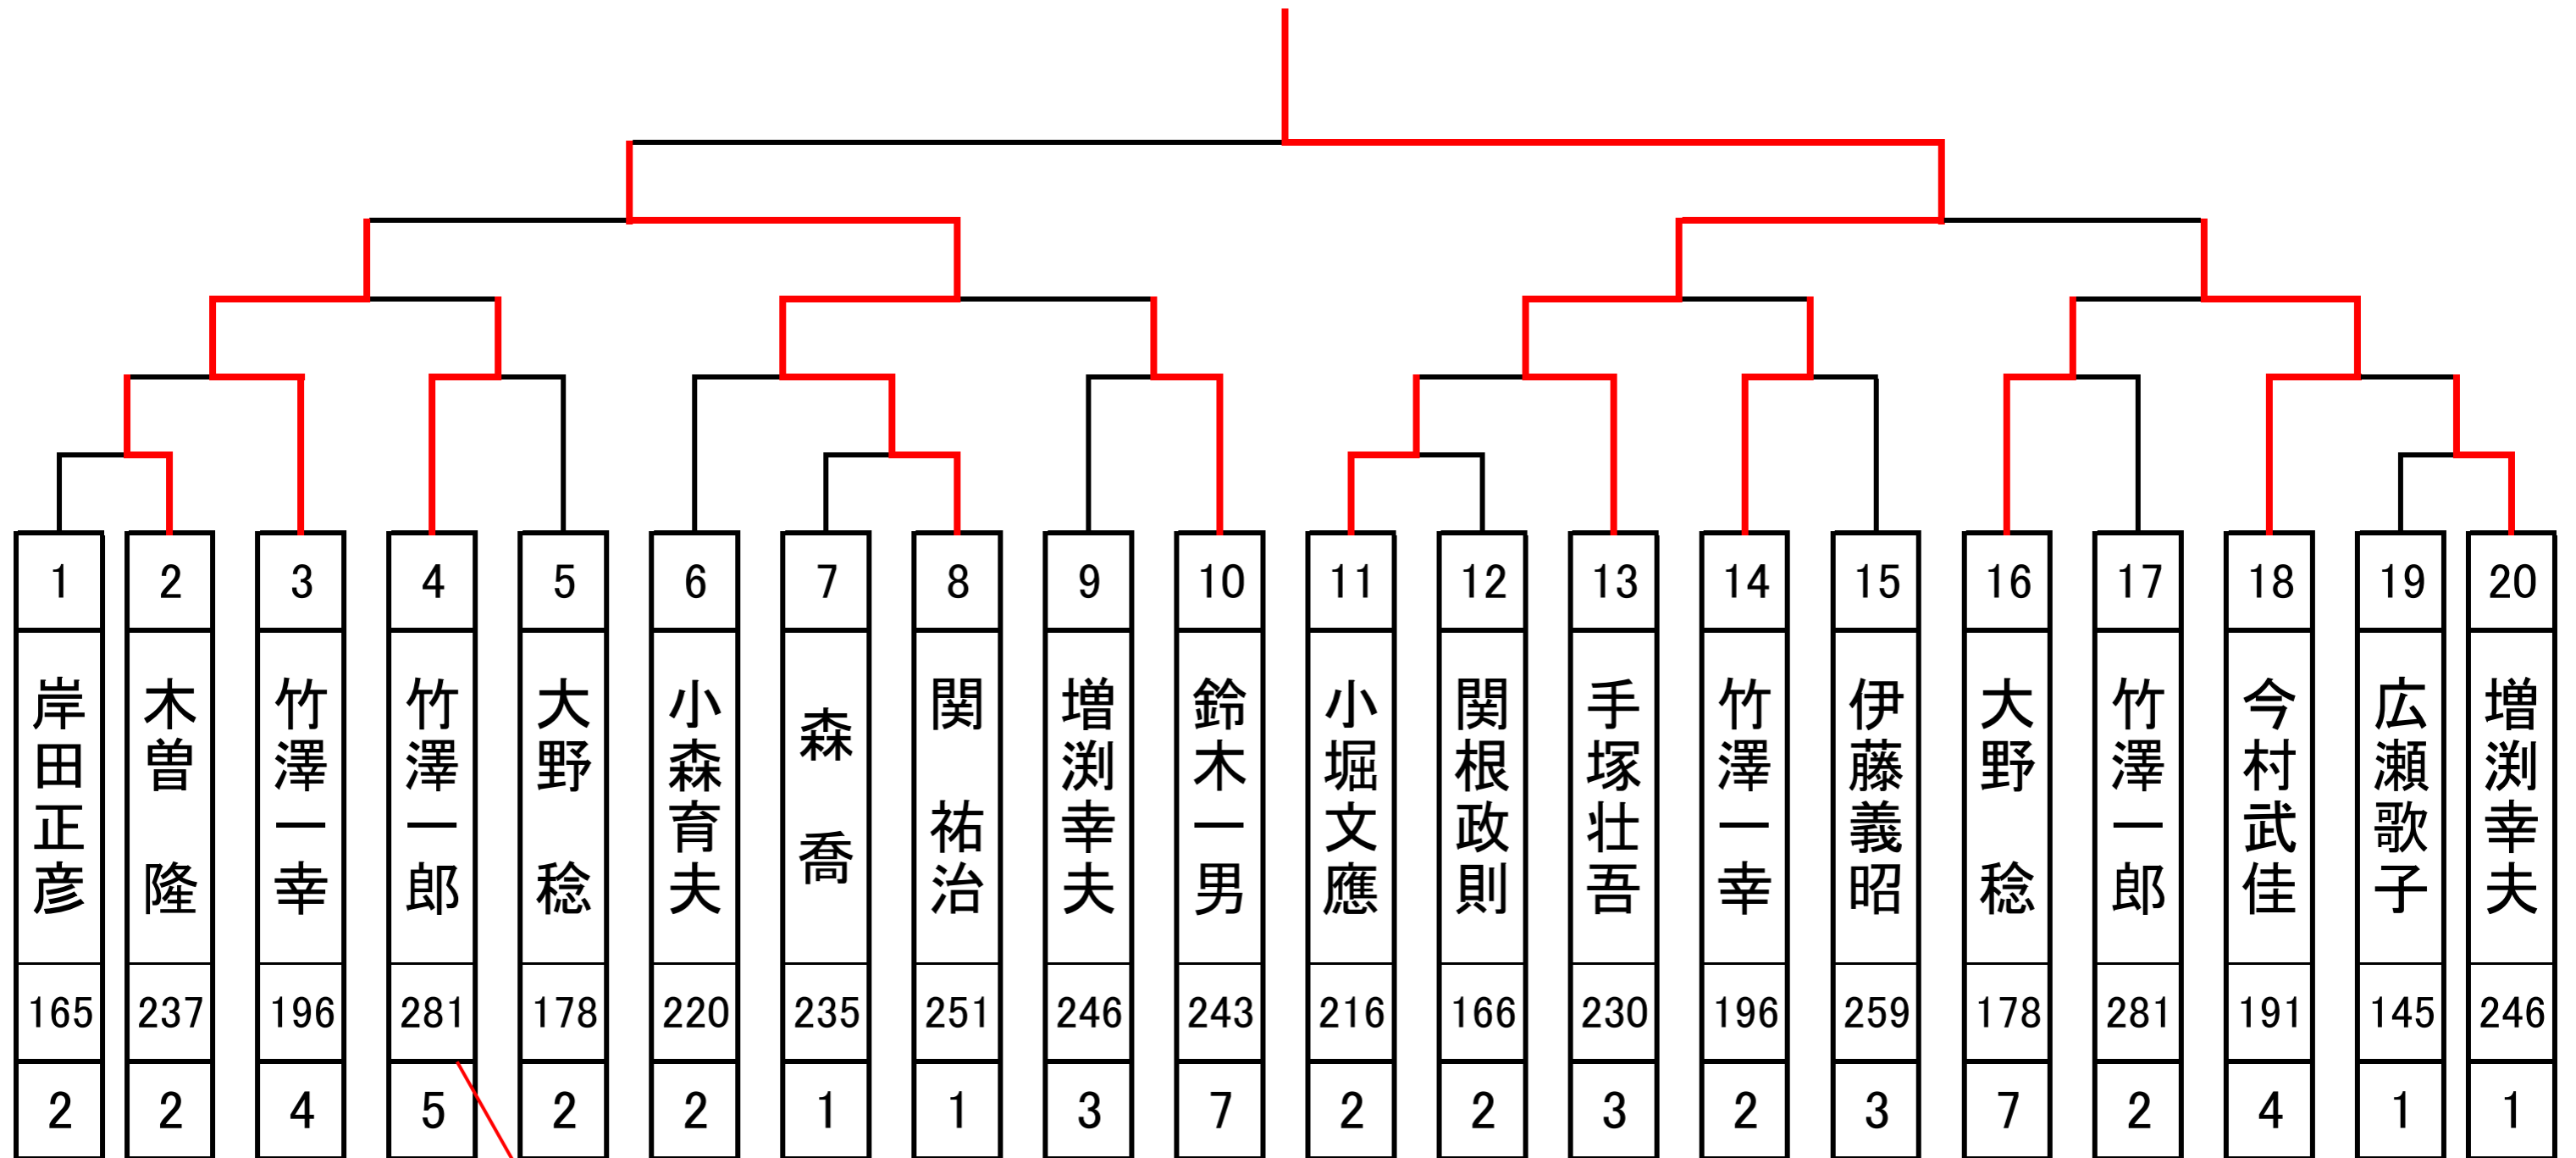 1 2 3 4 5 6 7 8 9 10 11 12 13 14 15 16 17 18 19 20
岸田正彦
木曽 隆
竹澤一幸
竹澤一郎
大野 稔
小森育夫
森 喬
関 祐治
増渕幸夫
鈴木一男
小堀文應
関根政則
手塚壮吾
竹澤一幸
伊藤義昭
大野 稔
竹澤一郎
今村武佳
広瀬歌子
増渕幸夫
165 237 196 281 178 220 235 251 246 243 216 166 230 196 259 178 281 191 145 246
2 2 4 5 2 2 1 1 3 7 2 2 3 2 3 7 2 4 1 1